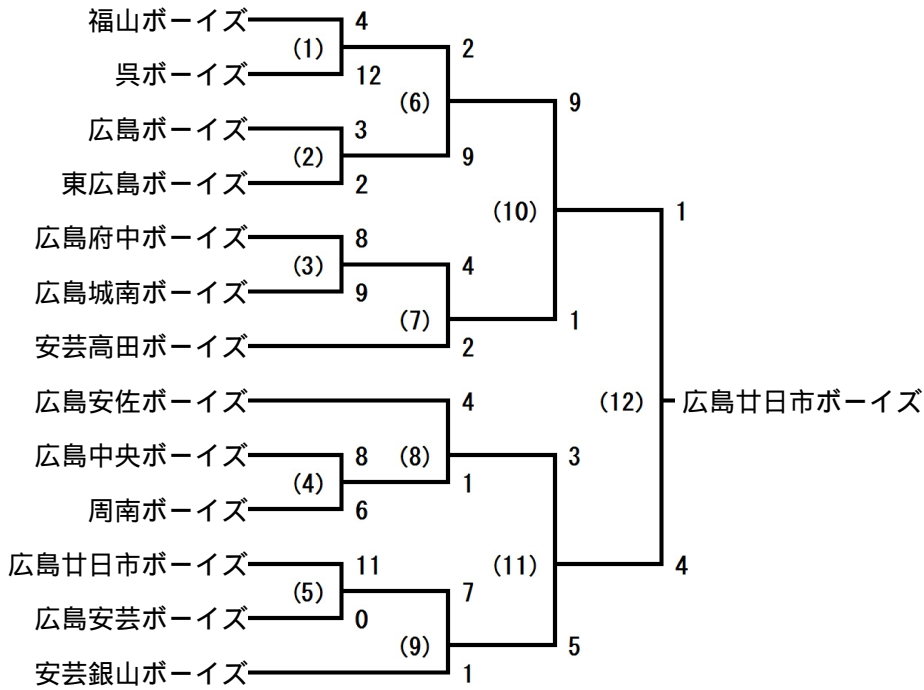 福山ボーイズ 4
(1) 2
呉ボーイズ 12
(6) 9
広島ボーイズ 3
(2) 9
東広島ボーイズ 2
(10) 1
広島府中ボーイズ 8
(3) 4
広島城南ボーイズ 9
(7) 1
安芸高田ボーイズ 2
広島安佐ボーイズ 4
(12) 広島廿日市ボーイズ
広島中央ボーイズ 8 (8) 3
(4) 1
周南ボーイズ 6
広島廿日市ボーイズ 11 (11) 4
(5) 7
広島安芸ボーイズ 0
(9) 5
安芸銀山ボーイズ 1